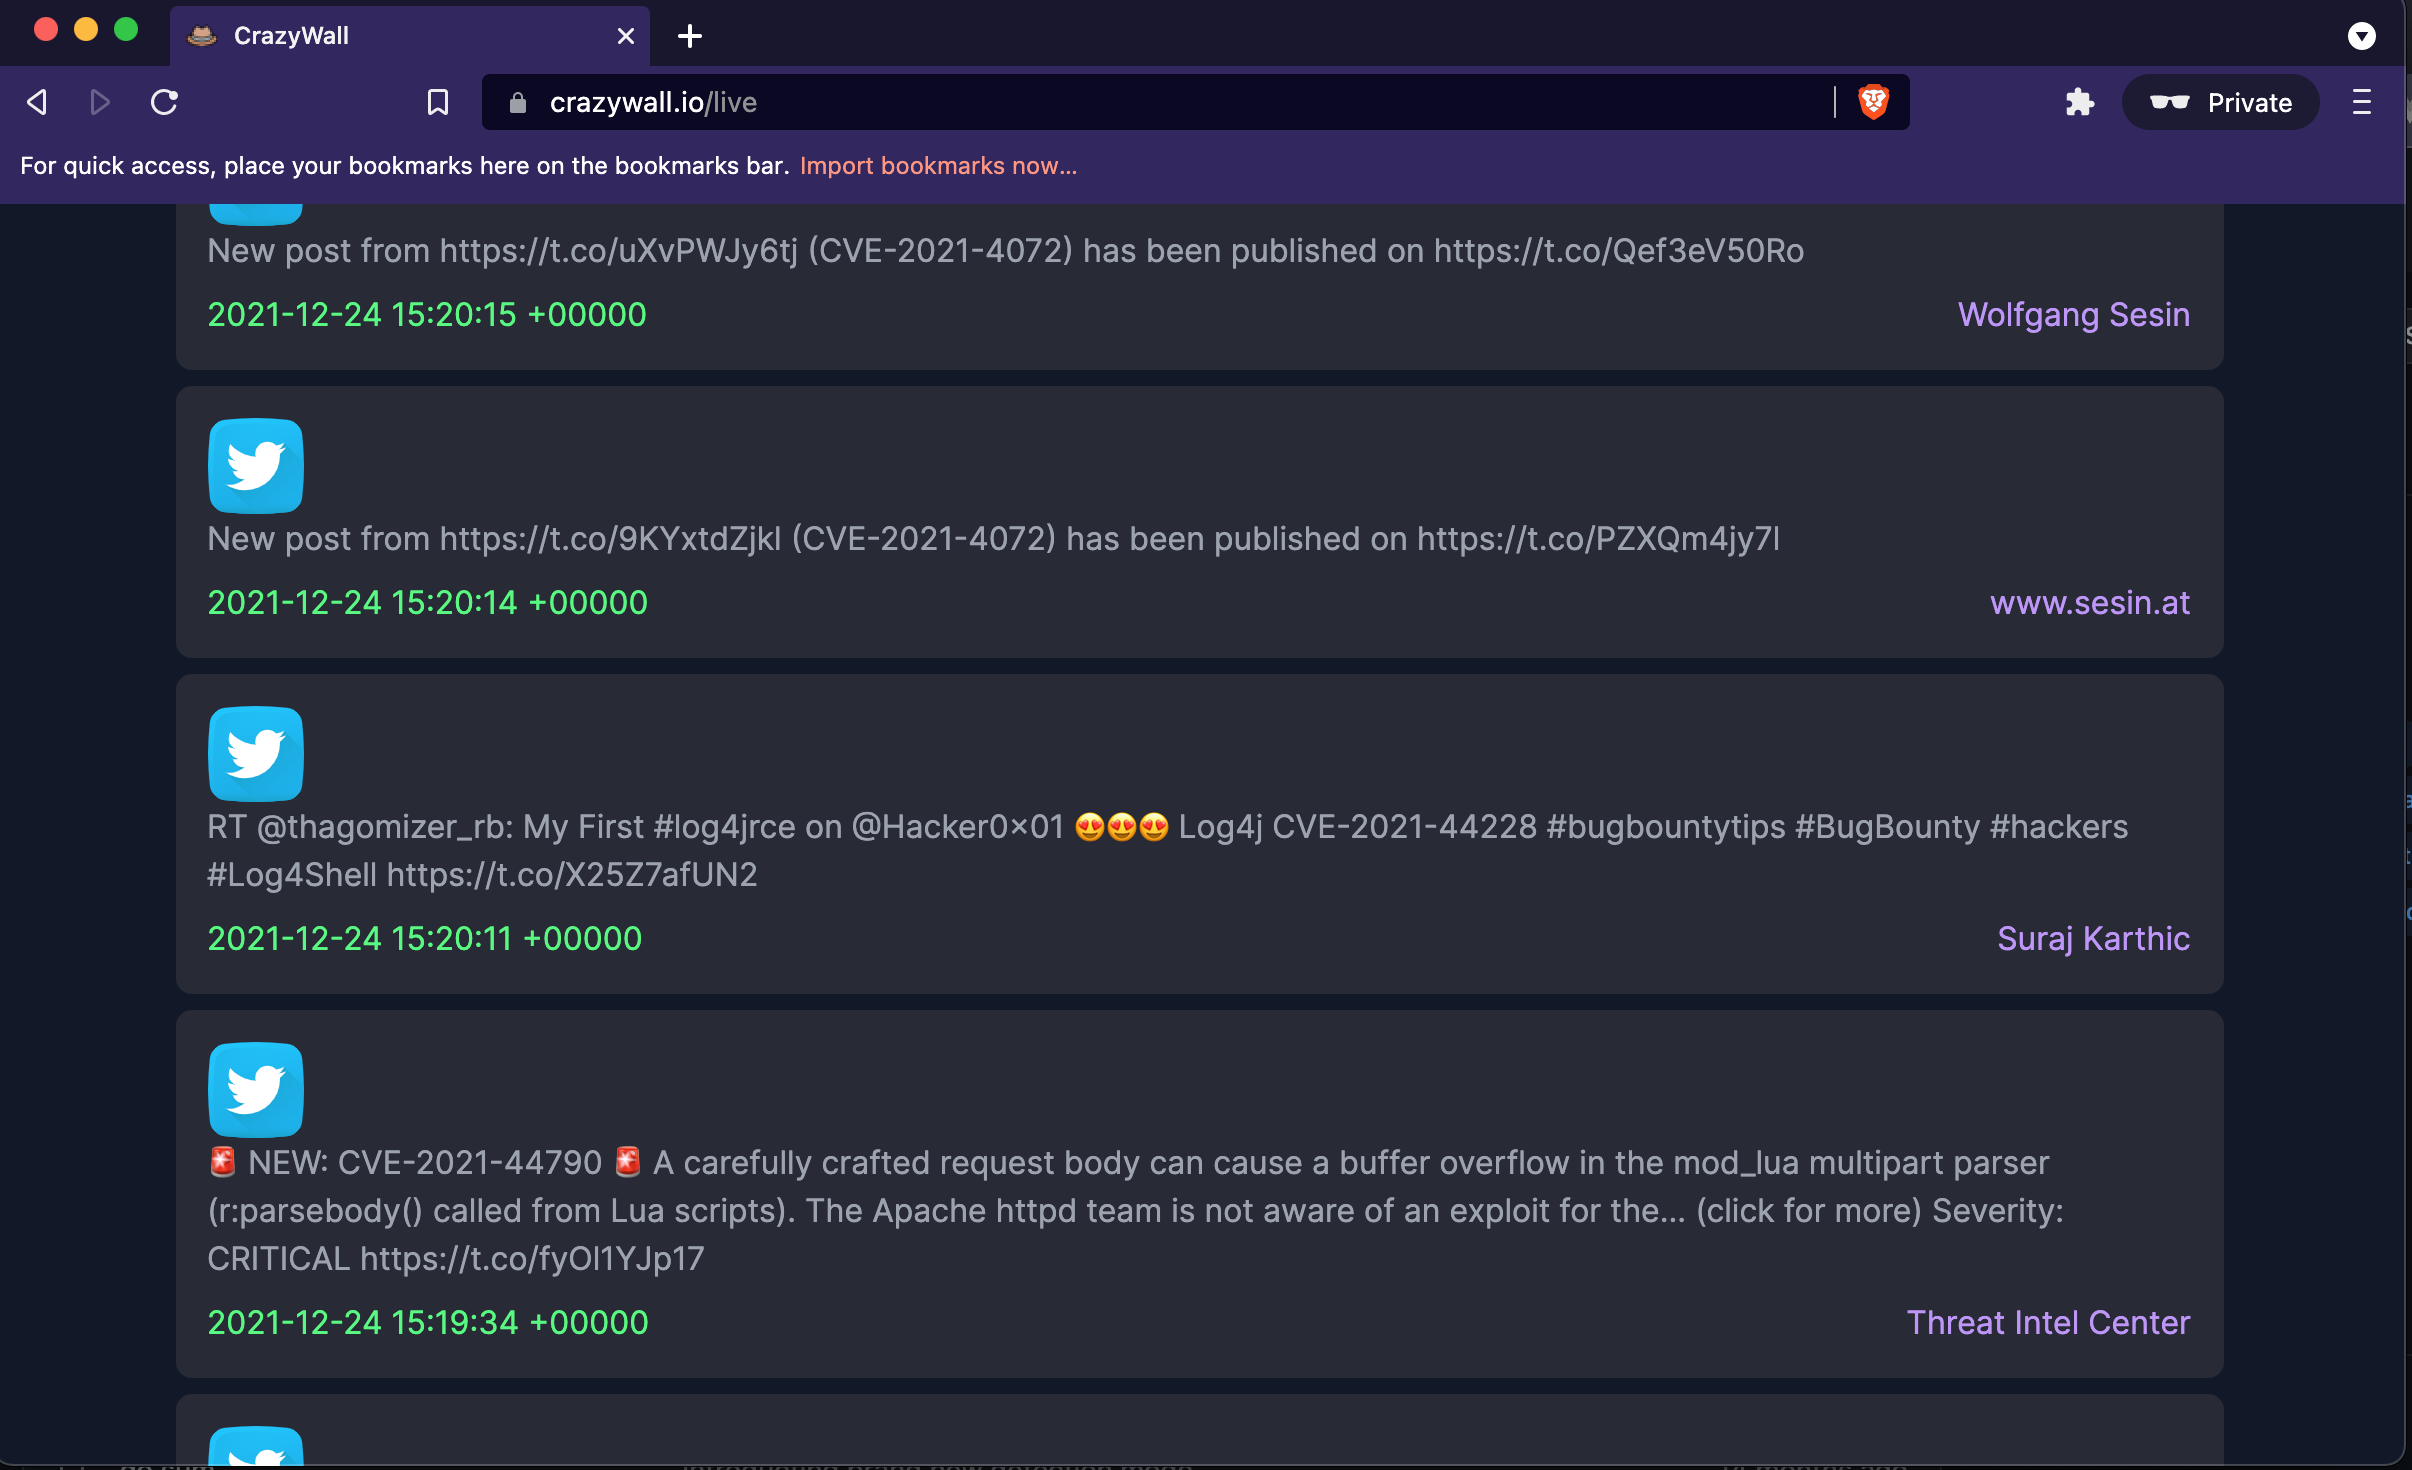 CrazyWall
crazywall.io/live
Private
For quick access, place your bookmarks here on the bookmarks bar. Import bookmarks now...
New post from https://t.co/uXvPWJy6tj (CVE-2021-4072) has been published on https://t.co/Qef3eV50Ro
2021-12-24 15:20:15 +00000
Wolfgang Sesin
New post from https://t.co/9KYxtdZjkl (CVE-2021-4072) has been published on https://t.co/PZXQm4jy7l
2021-12-24 15:20:14 +00000
www.sesin.at
RT @thagomizer_rb: My First #log4jrce on @Hacker0x01 😍😍😍 Log4j CVE-2021-44228 #bugbountytips #BugBounty #hackers
#Log4Shell https://t.co/X25Z7afUN2
2021-12-24 15:20:11 +00000
Suraj Karthic
🚨 NEW: CVE-2021-44790 🚨 A carefully crafted request body can cause a buffer overflow in the mod_lua multipart parser
(r:parsebody() called from Lua scripts). The Apache httpd team is not aware of an exploit for the... (click for more) Severity:
CRITICAL https://t.co/fyOl1YJp17
2021-12-24 15:19:34 +00000
Threat Intel Center